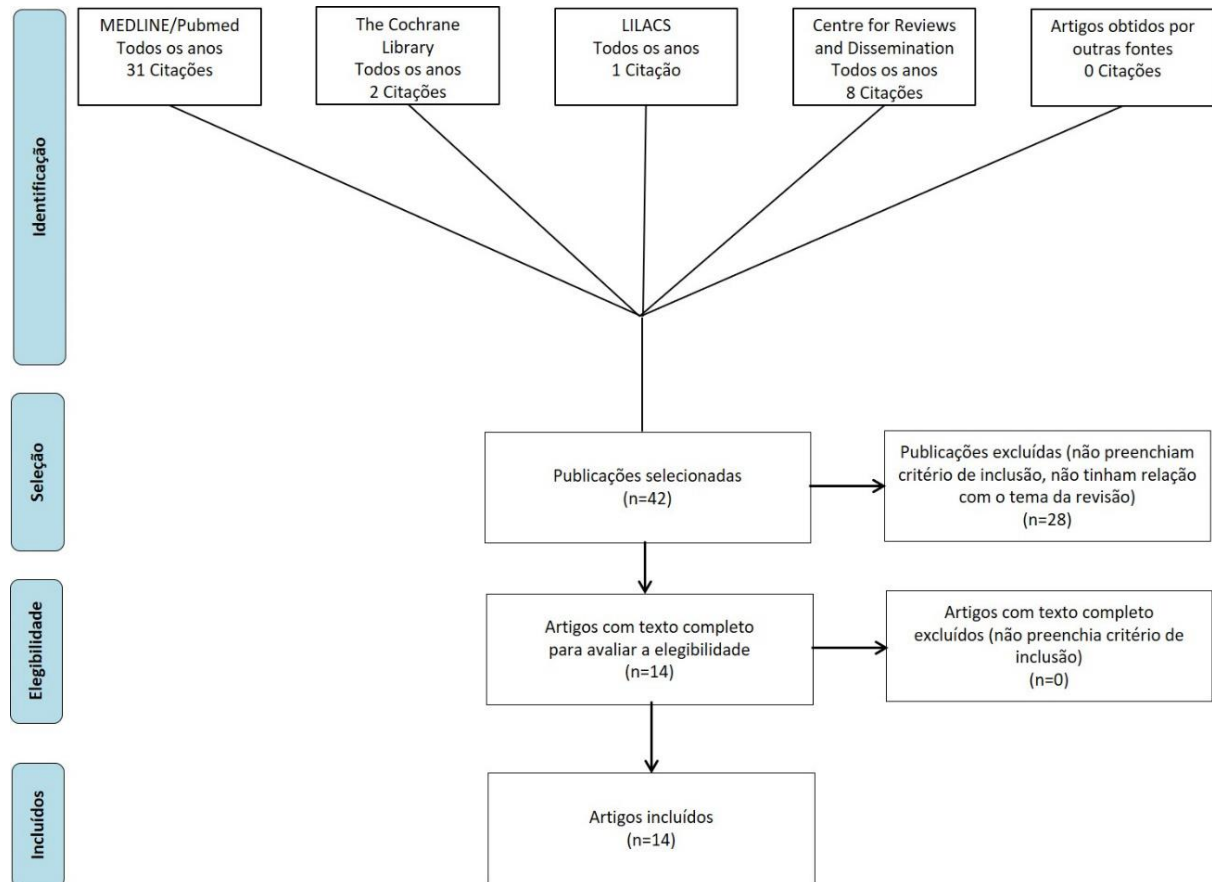 MEDLINE/Pubmed
Todos os anos
31 Citações
The Cochrane
Library
Todos os anos
2 Citações
LILACS
Todos os anos
1 Citação
Centre for Reviews
and Dissemination
Todos os anos
8 Citações
Artigos obtidos por
outras fontes
0 Citações
Identificação
Seleção
Publicações selecionadas
(n=42)
Publicações excluídas (não preenchiam
critério de inclusão, não tinham relação
com o tema da revisão)
(n=28)
Elegibilidade
Artigos com texto completo
para avaliar a elegibilidade
(n=14)
Artigos com texto completo
excluídos (não preenchia critério de
inclusão)
(n=0)
Incluídos
Artigos incluídos
(n=14)